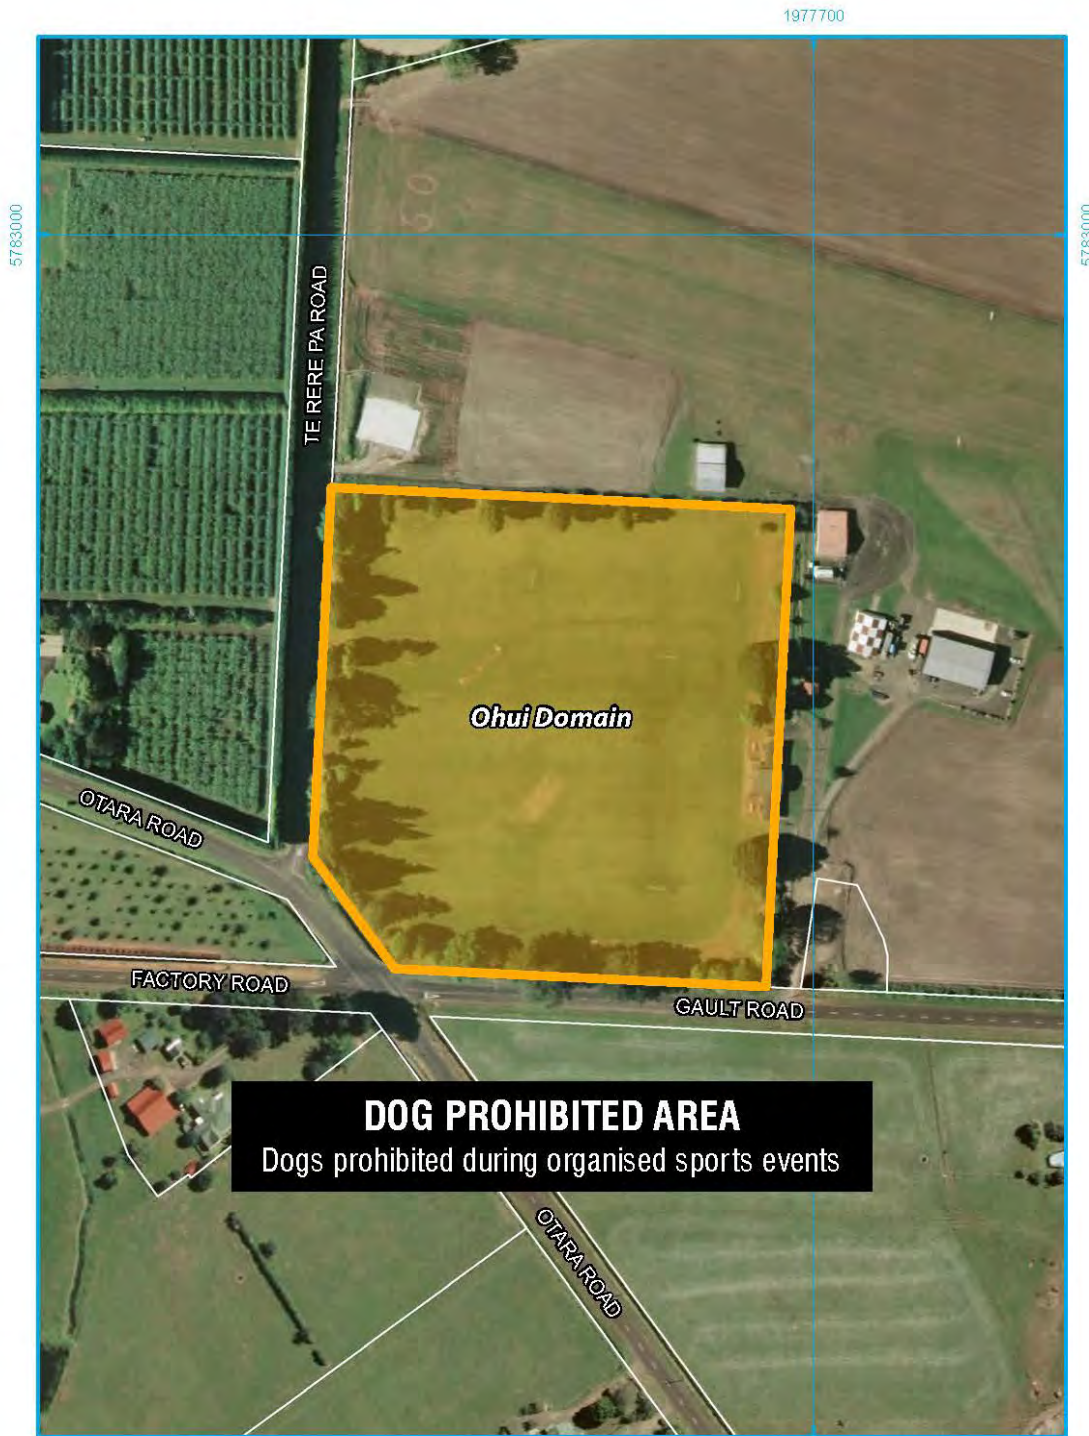 1977700
5783000
5783000
TE RERE PA ROAD
Ohui Domain
OTARA ROAD
FACTORY ROAD
GAULT ROAD
DOG PROHIBITED AREA
Dogs prohibited during organised sports events
OTARA ROAD